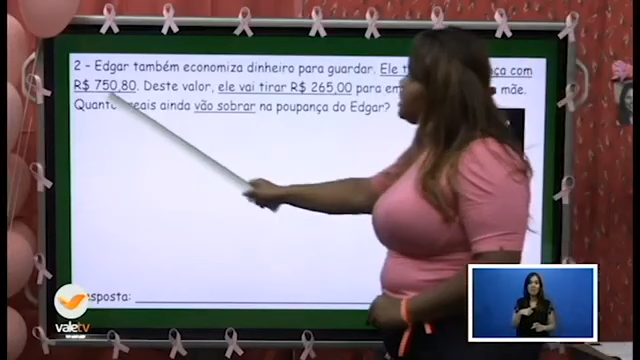 2 - Edgar também economiza dinheiro para guardar. Ele com
R$ 750,80. Deste valor, ele vai tirar R$ 265,00 para mãe.
reais ainda vão sobrar na poupança do Edgar?
Resposta:
valetv